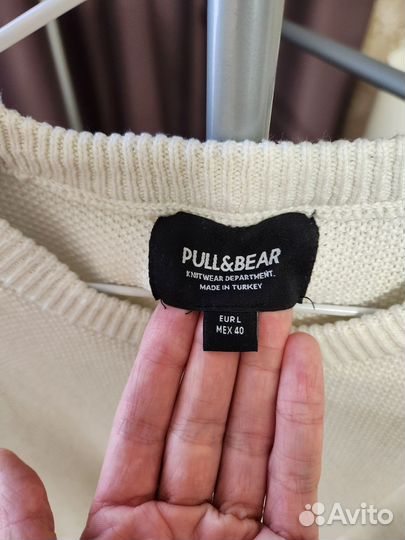 PULL&BEAR
KNITWEAR DEPARTMENT.
MADE IN TURKEY
EUR L
MEX 40
Avito